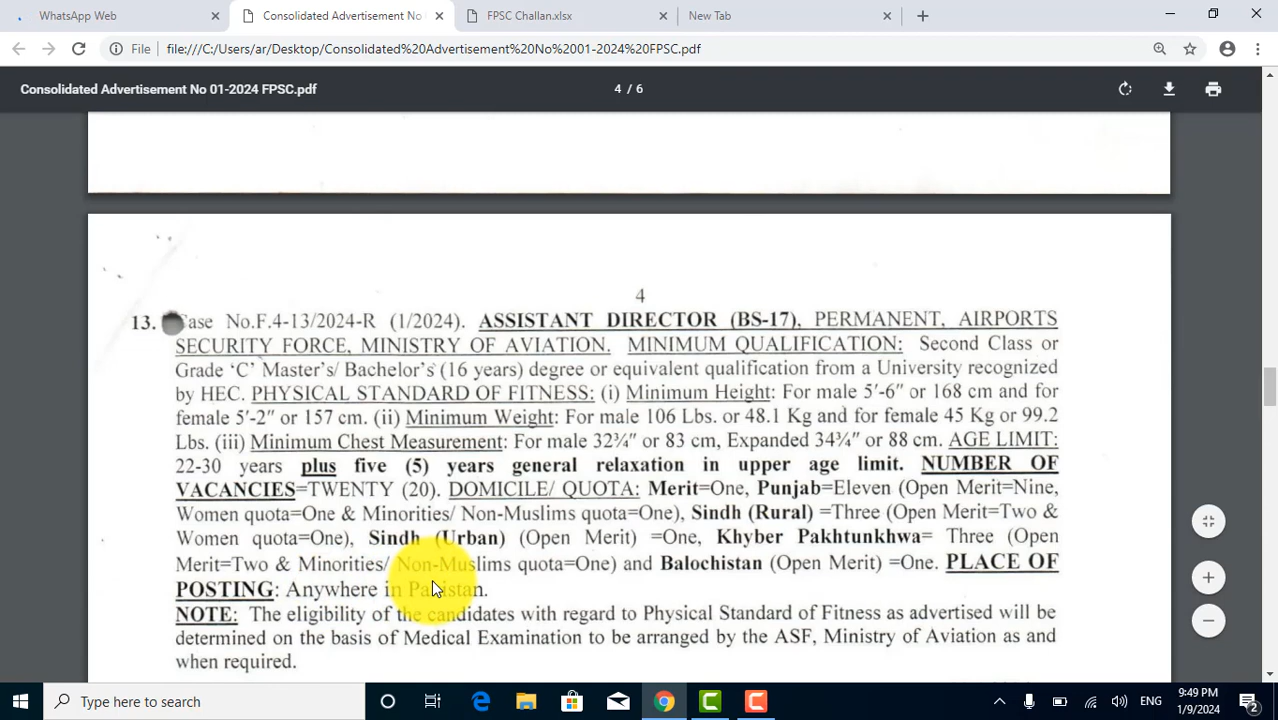 WhatsApp Web
Consolidated Advertisement No
FPSC Challan.xlsx
New Tab
File
file:///C:/Users/ar/Desktop/Consolidated%20Advertisement%20No%2001-2024%20FPSC.pdf
Consolidated Advertisement No 01-2024 FPSC.pdf
4 / 6
4
13. Case No.F.4-13/2024-R (1/2024). ASSISTANT DIRECTOR (BS-17), PERMANENT, AIRPORTS
SECURITY FORCE, MINISTRY OF AVIATION. MINIMUM QUALIFICATION: Second Class or
Grade ‘C’ Master’s/ Bachelor’s (16 years) degree or equivalent qualification from a University recognized
by HEC. PHYSICAL STANDARD OF FITNESS: (i) Minimum Height: For male 5′-6″ or 168 cm and for
female 5′-2″ or 157 cm. (ii) Minimum Weight: For male 106 Lbs. or 48.1 Kg and for female 45 Kg or 99.2
Lbs. (iii) Minimum Chest Measurement: For male 32¾″ or 83 cm, Expanded 34¾″ or 88 cm. AGE LIMIT:
22-30 years plus five (5) years general relaxation in upper age limit. NUMBER OF
VACANCIES=TWENTY (20). DOMICILE/ QUOTA: Merit=One, Punjab=Eleven (Open Merit=Nine,
Women quota=One & Minorities/ Non-Muslims quota=One), Sindh (Rural) =Three (Open Merit=Two &
Women quota=One), Sindh (Urban) (Open Merit) =One, Khyber Pakhtunkhwa= Three (Open
Merit=Two & Minorities/ Non-Muslims quota=One) and Balochistan (Open Merit) =One. PLACE OF
POSTING: Anywhere in Pakistan.
NOTE: The eligibility of the candidates with regard to Physical Standard of Fitness as advertised will be
determined on the basis of Medical Examination to be arranged by the ASF, Ministry of Aviation as and
when required.
Type here to search
ENG
9:49 PM
1/9/2024
2